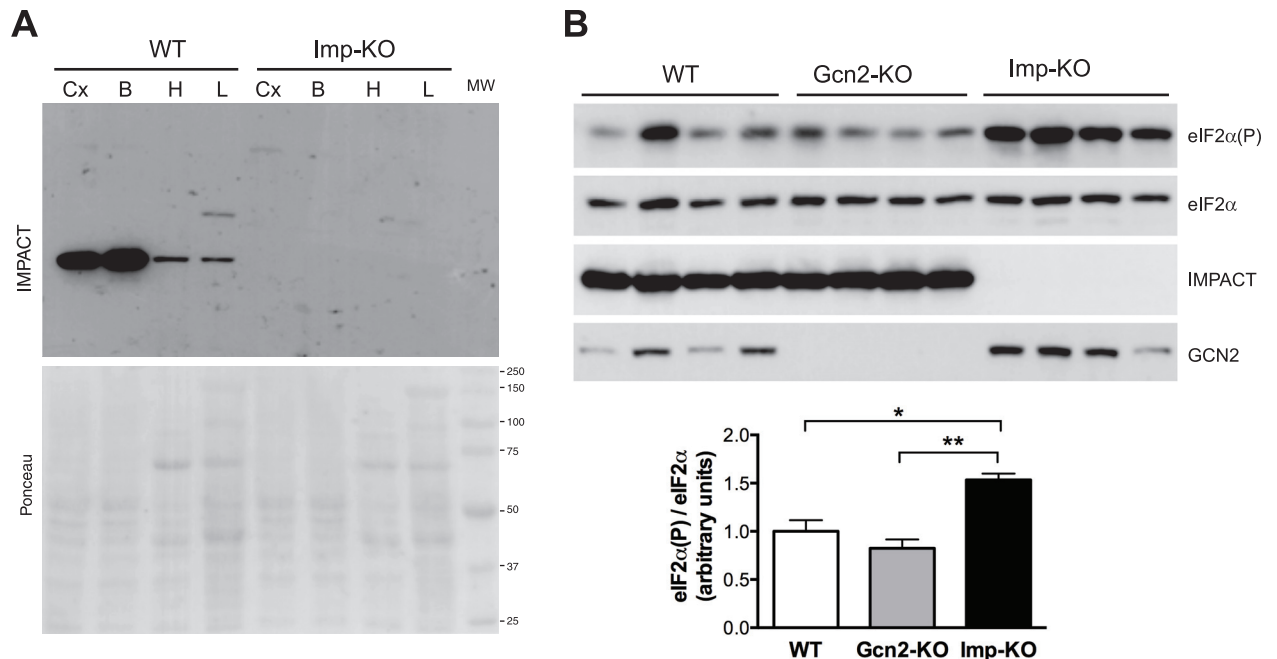 A
WT Imp-KO
Cx B H L Cx B H L MW
IMPACT
250
150
100
75
50
37
25
Ponceau
B
WT Gcn2-KO Imp-KO
eIF2α(P)
eIF2α
IMPACT
GCN2
*
**
eIF2α(P) / eIF2α
(arbitrary units)
2.0
1.5
1.0
0.5
0.0
WT Gcn2-KO Imp-KO